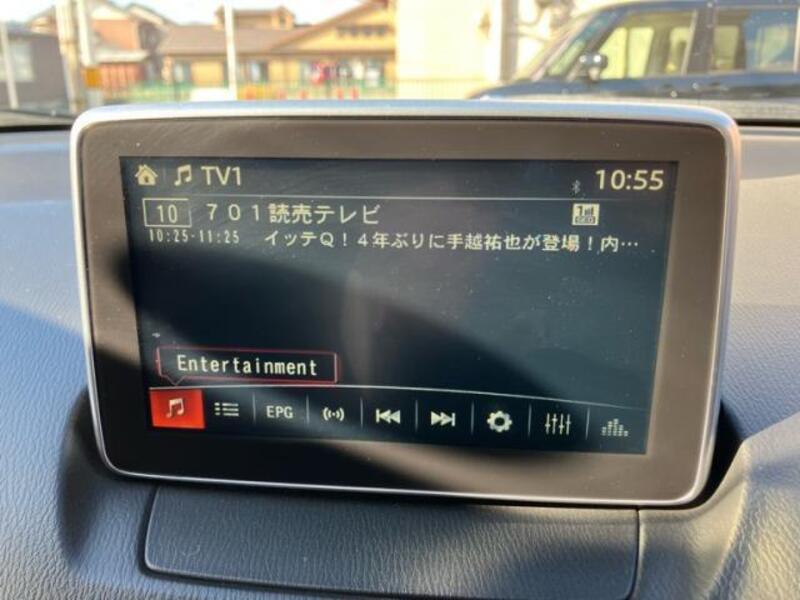 TV1 10:55
10 701読売テレビ 1SEG
10:25-11:25 イッテQ!4年ぶりに手越祐也が登場!内…
Entertainment
EPG